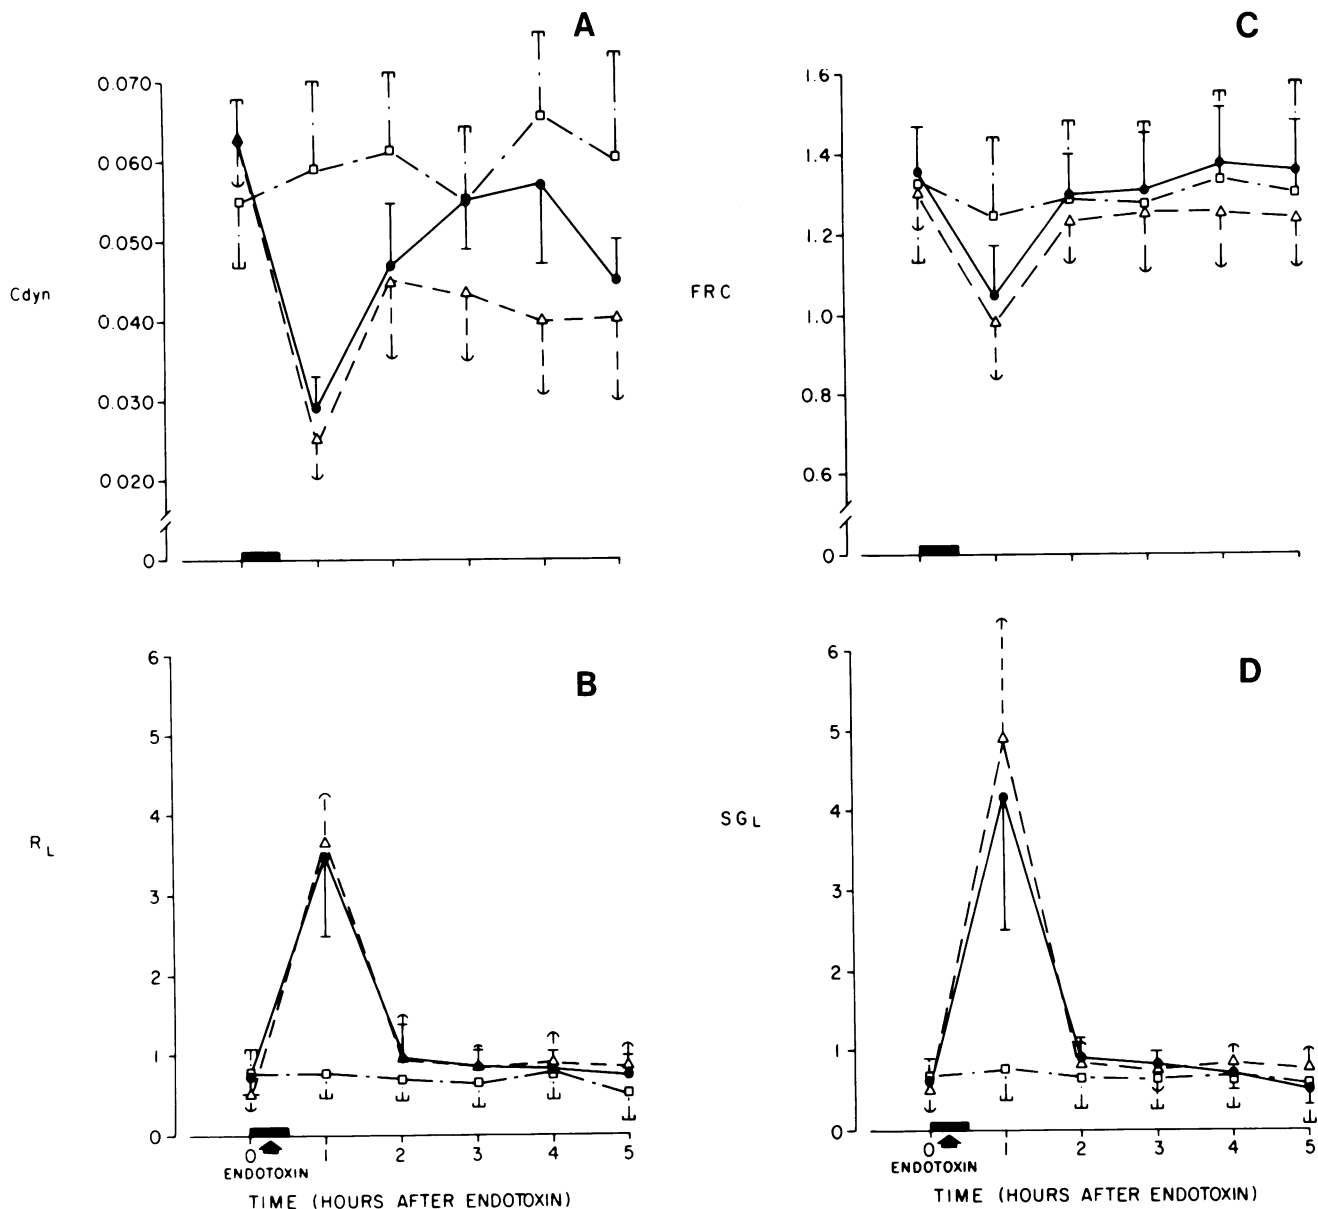 A
0.070
0.060
0.050
Cdyn
0.040
0.030
0.020
0
C
1.6
1.4
1.2
FRC
1.0
0.8
0.6
0
B
6
5
4
RL
3
2
1
0
0 1 2 3 4 5
ENDOTOXIN
TIME (HOURS AFTER ENDOTOXIN)
D
6
5
4
SGL
3
2
1
0
0 1 2 3 4 5
ENDOTOXIN
TIME (HOURS AFTER ENDOTOXIN)